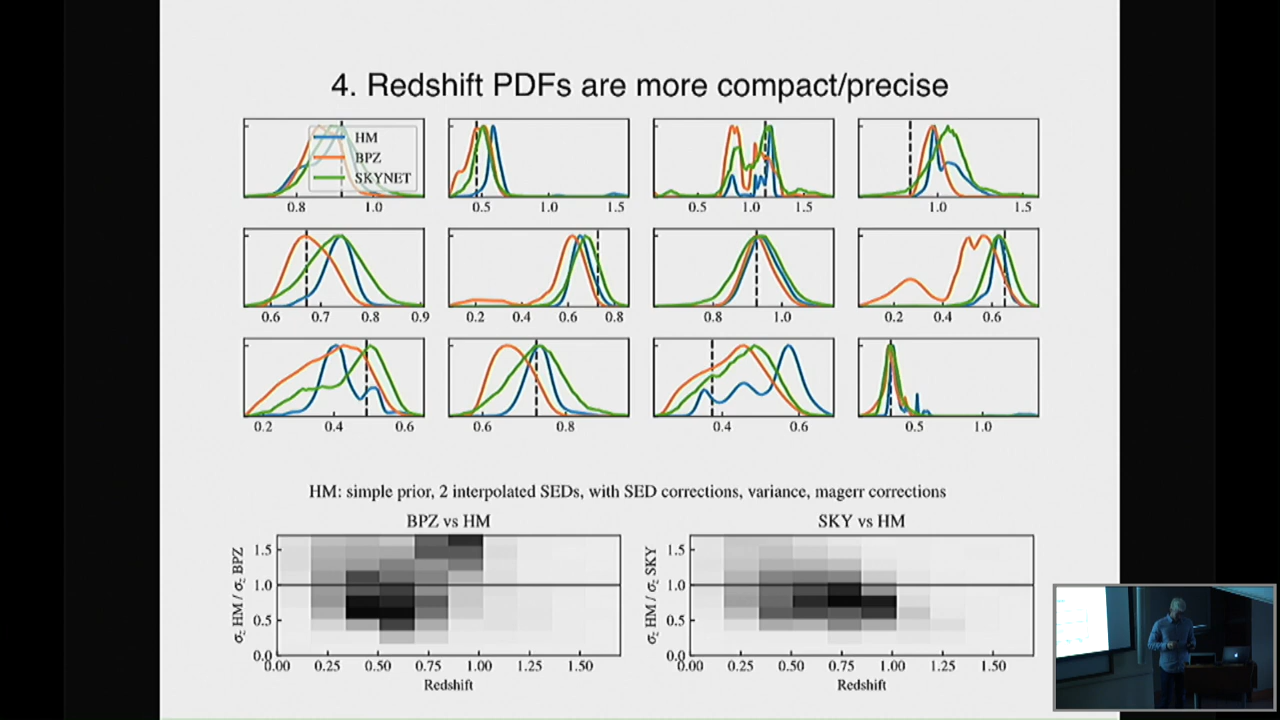 4. Redshift PDFs are more compact/precise
HM
BPZ
SKYNET
0.8 1.0
0.5 1.0 1.5
0.5 1.0 1.5
1.0 1.5
0.6 0.7 0.8 0.9
0.2 0.4 0.6 0.8
0.8 1.0
0.2 0.4 0.6
0.2 0.4 0.6
0.6 0.8
0.4 0.6
0.5 1.0
HM: simple prior, 2 interpolated SEDs, with SED corrections, variance, magerr corrections
BPZ vs HM
σz HM / σz BPZ
1.5
1.0
0.5
0.0
0.00 0.25 0.50 0.75 1.00 1.25 1.50
Redshift
SKY vs HM
σz HM / σz SKY
1.5
1.0
0.5
0.0
0.00 0.25 0.50 0.75 1.00 1.25 1.50
Redshift